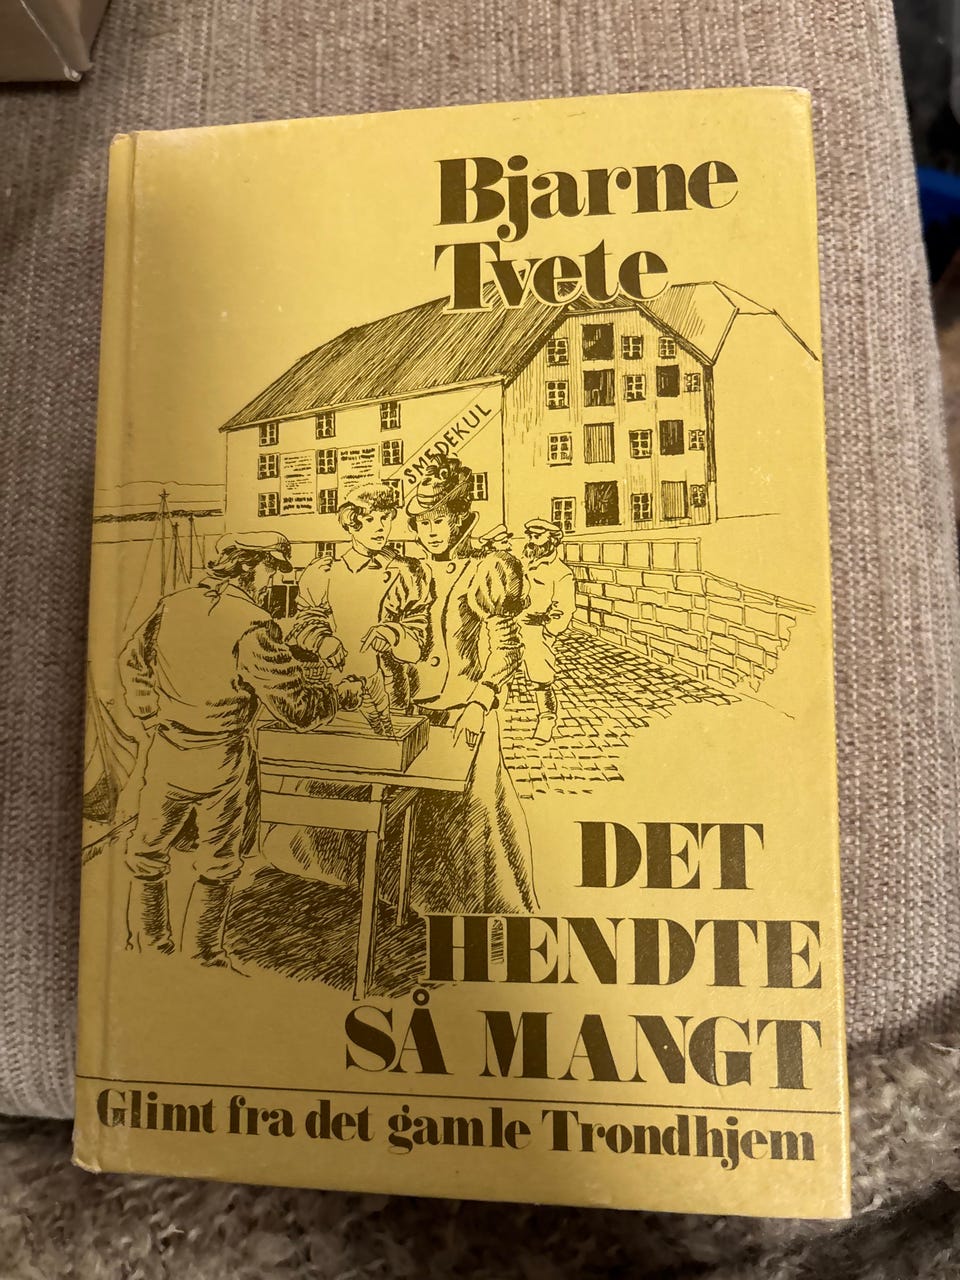 Bjarne
Tvete
SMEDEKUL
DET
HENDTE
SÅ MANGT
Glimt fra det gamle Trondhjem